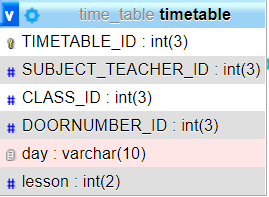 v time_table timetable
TIMETABLE_ID : int(3)
# SUBJECT_TEACHER_ID : int(3)
# CLASS_ID : int(3)
# DOORNUMBER_ID : int(3)
day : varchar(10)
# lesson : int(2)